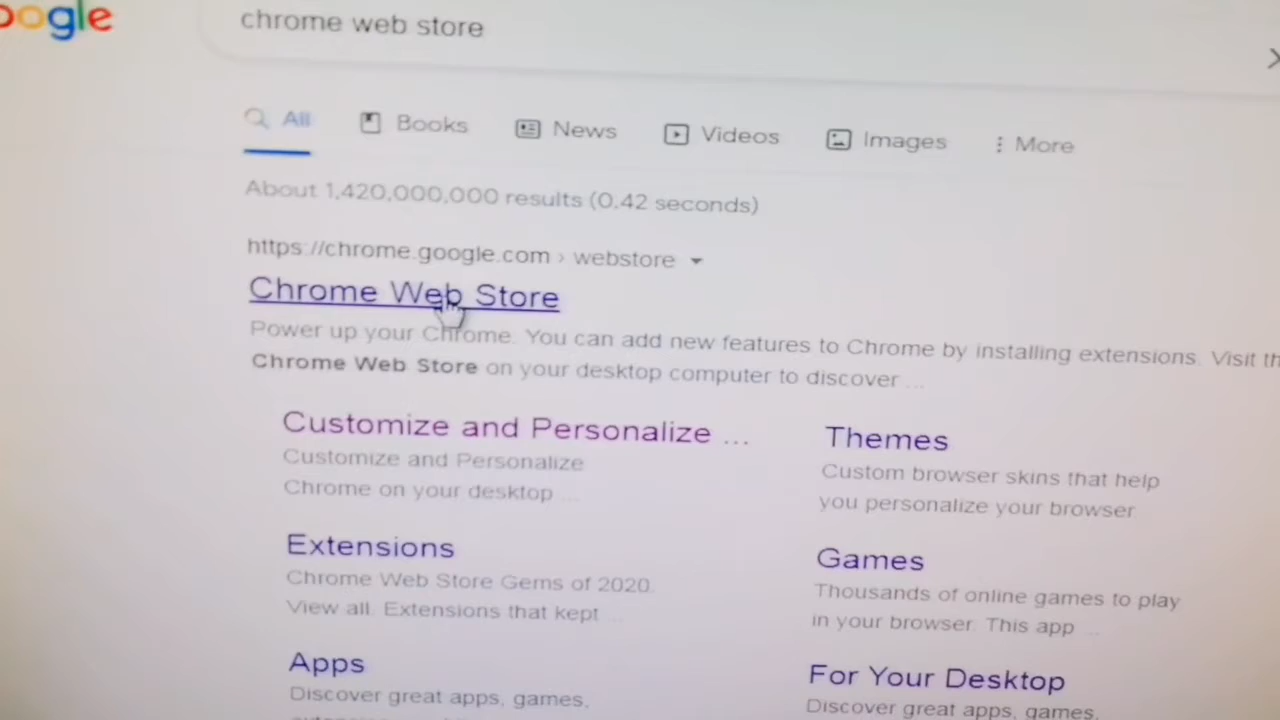 oogle
chrome web store
All Books News Videos Images More
About 1,420,000,000 results (0.42 seconds)
https://chrome.google.com › webstore
Chrome Web Store
Power up your Chrome. You can add new features to Chrome by installing extensions. Visit th
Chrome Web Store on your desktop computer to discover ...
Customize and Personalize ...
Customize and Personalize
Chrome on your desktop ...
Themes
Custom browser skins that help
you personalize your browser.
Extensions
Chrome Web Store Gems of 2020.
View all. Extensions that kept ...
Games
Thousands of online games to play
in your browser. This app ...
Apps
Discover great apps, games,
For Your Desktop
Discover great apps, games,